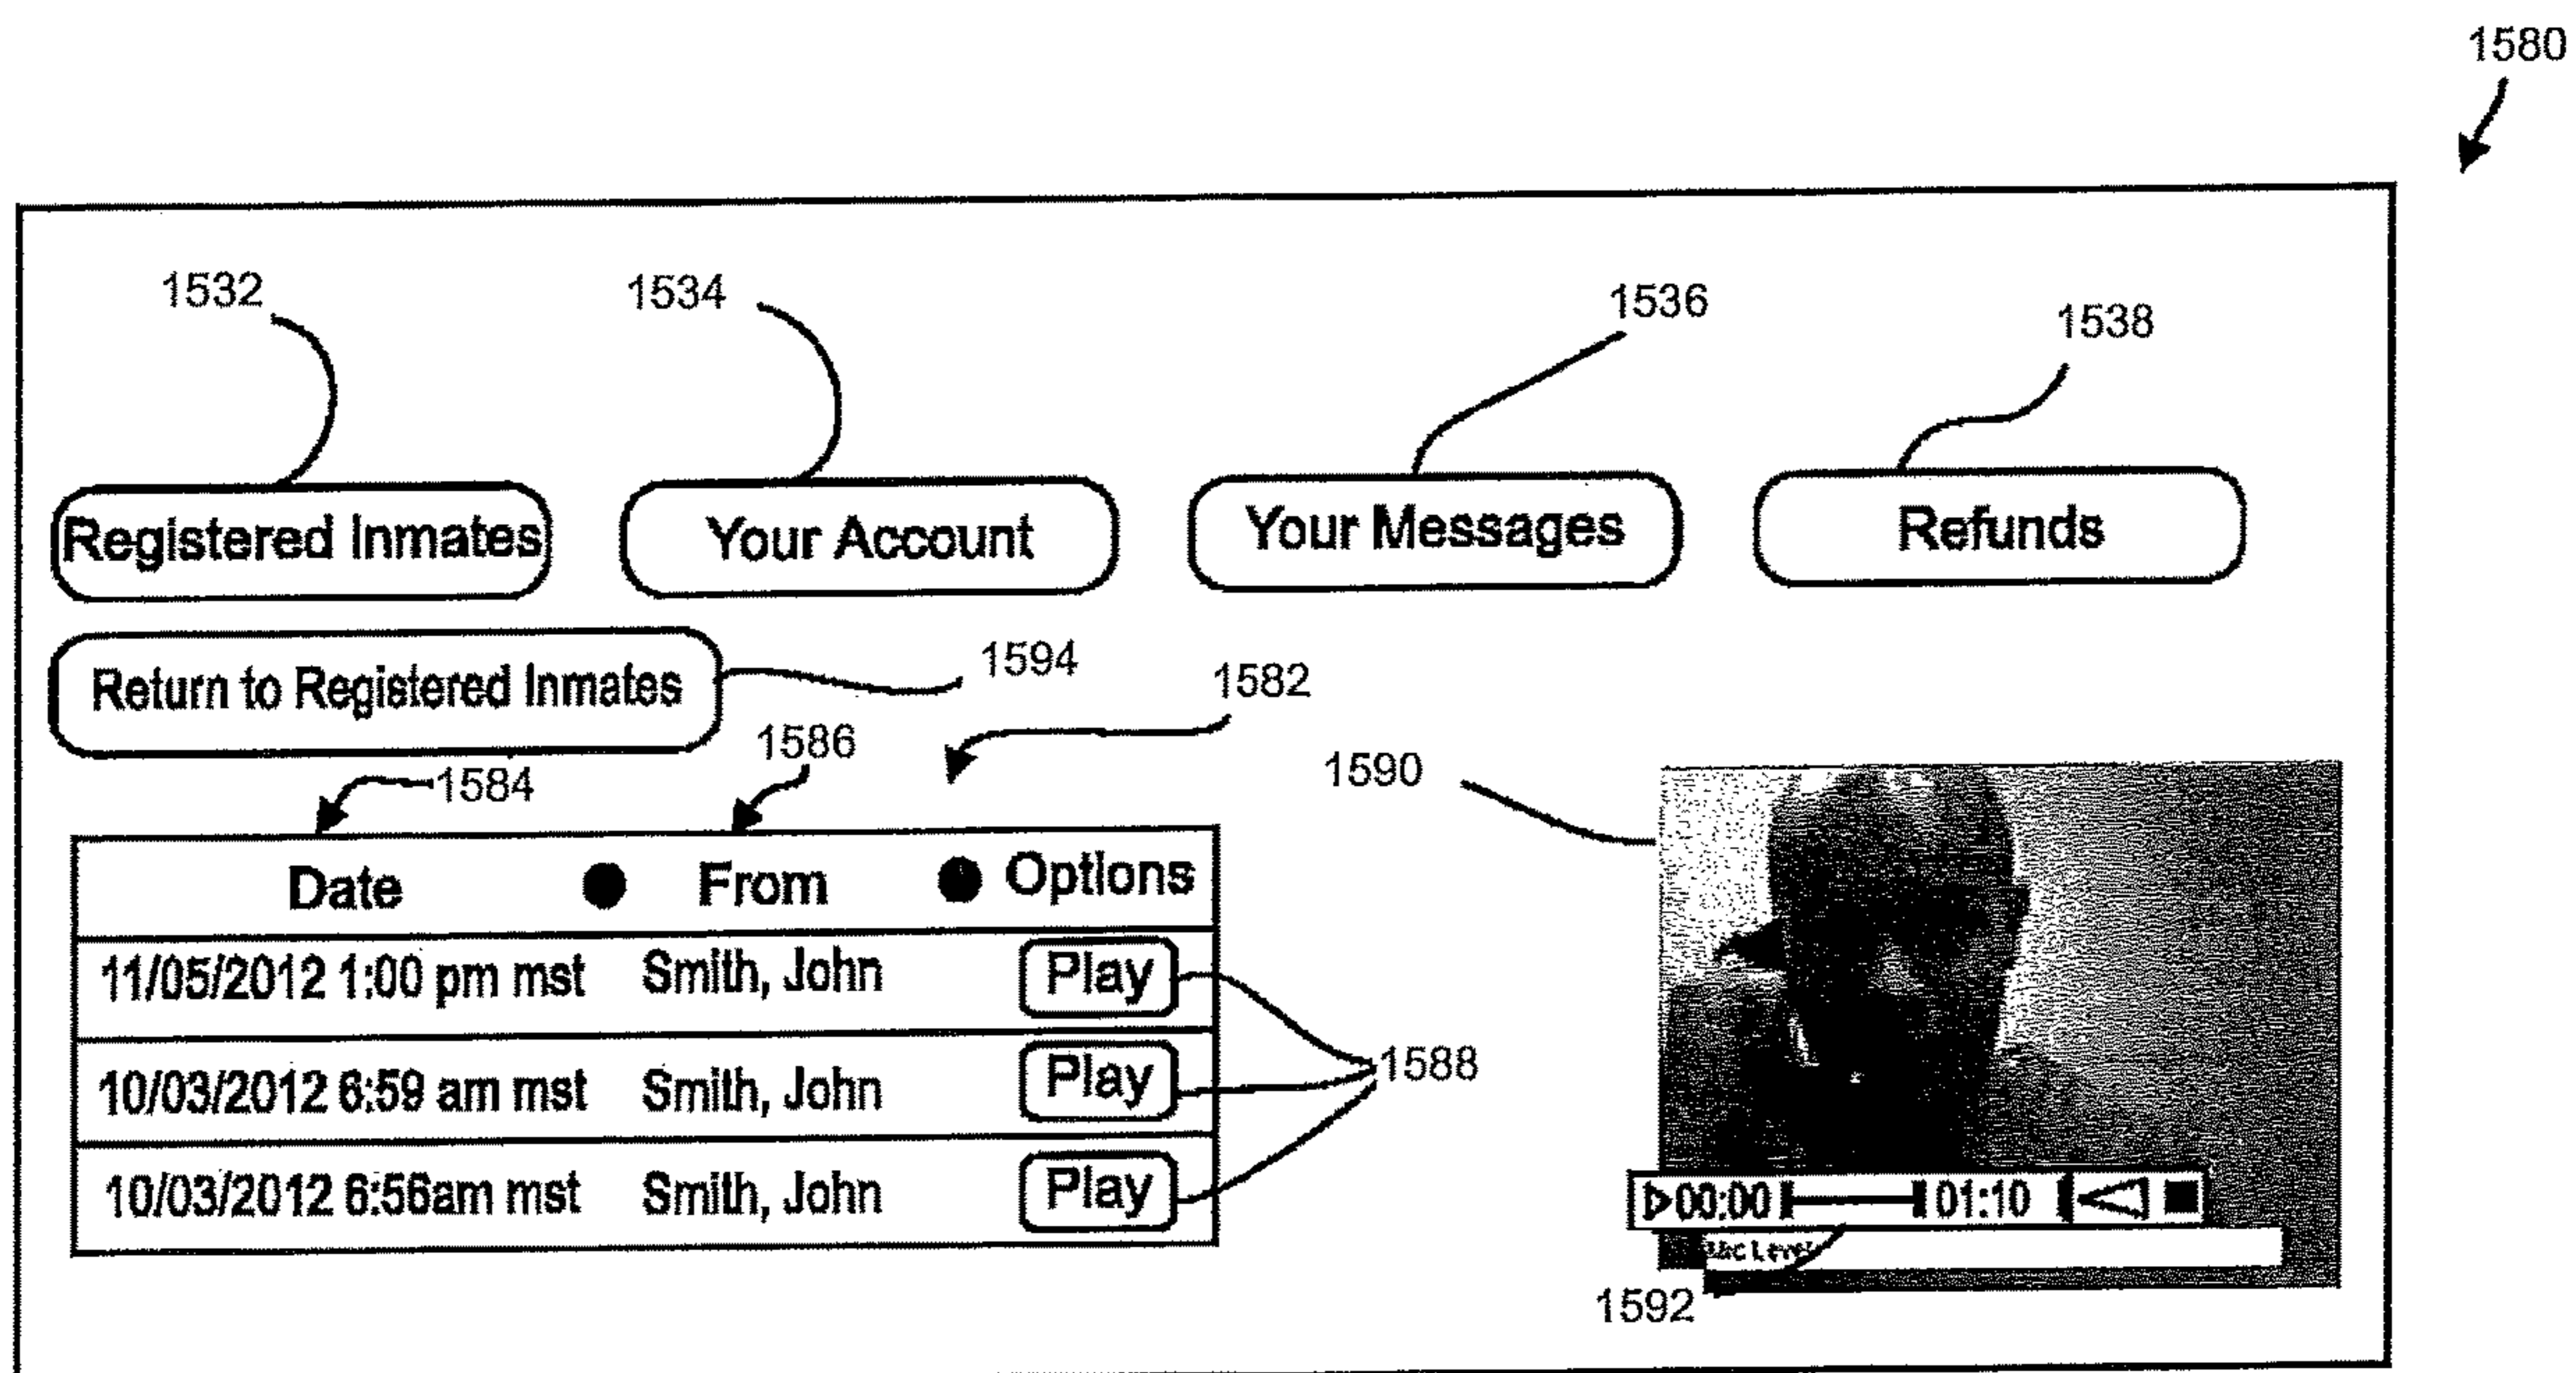 1580
1532 1534 1536 1538
Registered Inmates Your Account Your Messages Refunds
Return to Registered Inmates 1594 1582
1586
1584 1590
Date From Options
11/05/2012 1:00 pm mst Smith, John Play
1588
10/03/2012 6:59 am mst Smith, John Play
10/03/2012 6:56am mst Smith, John Play
00:00 01:10
Mic Level
1592